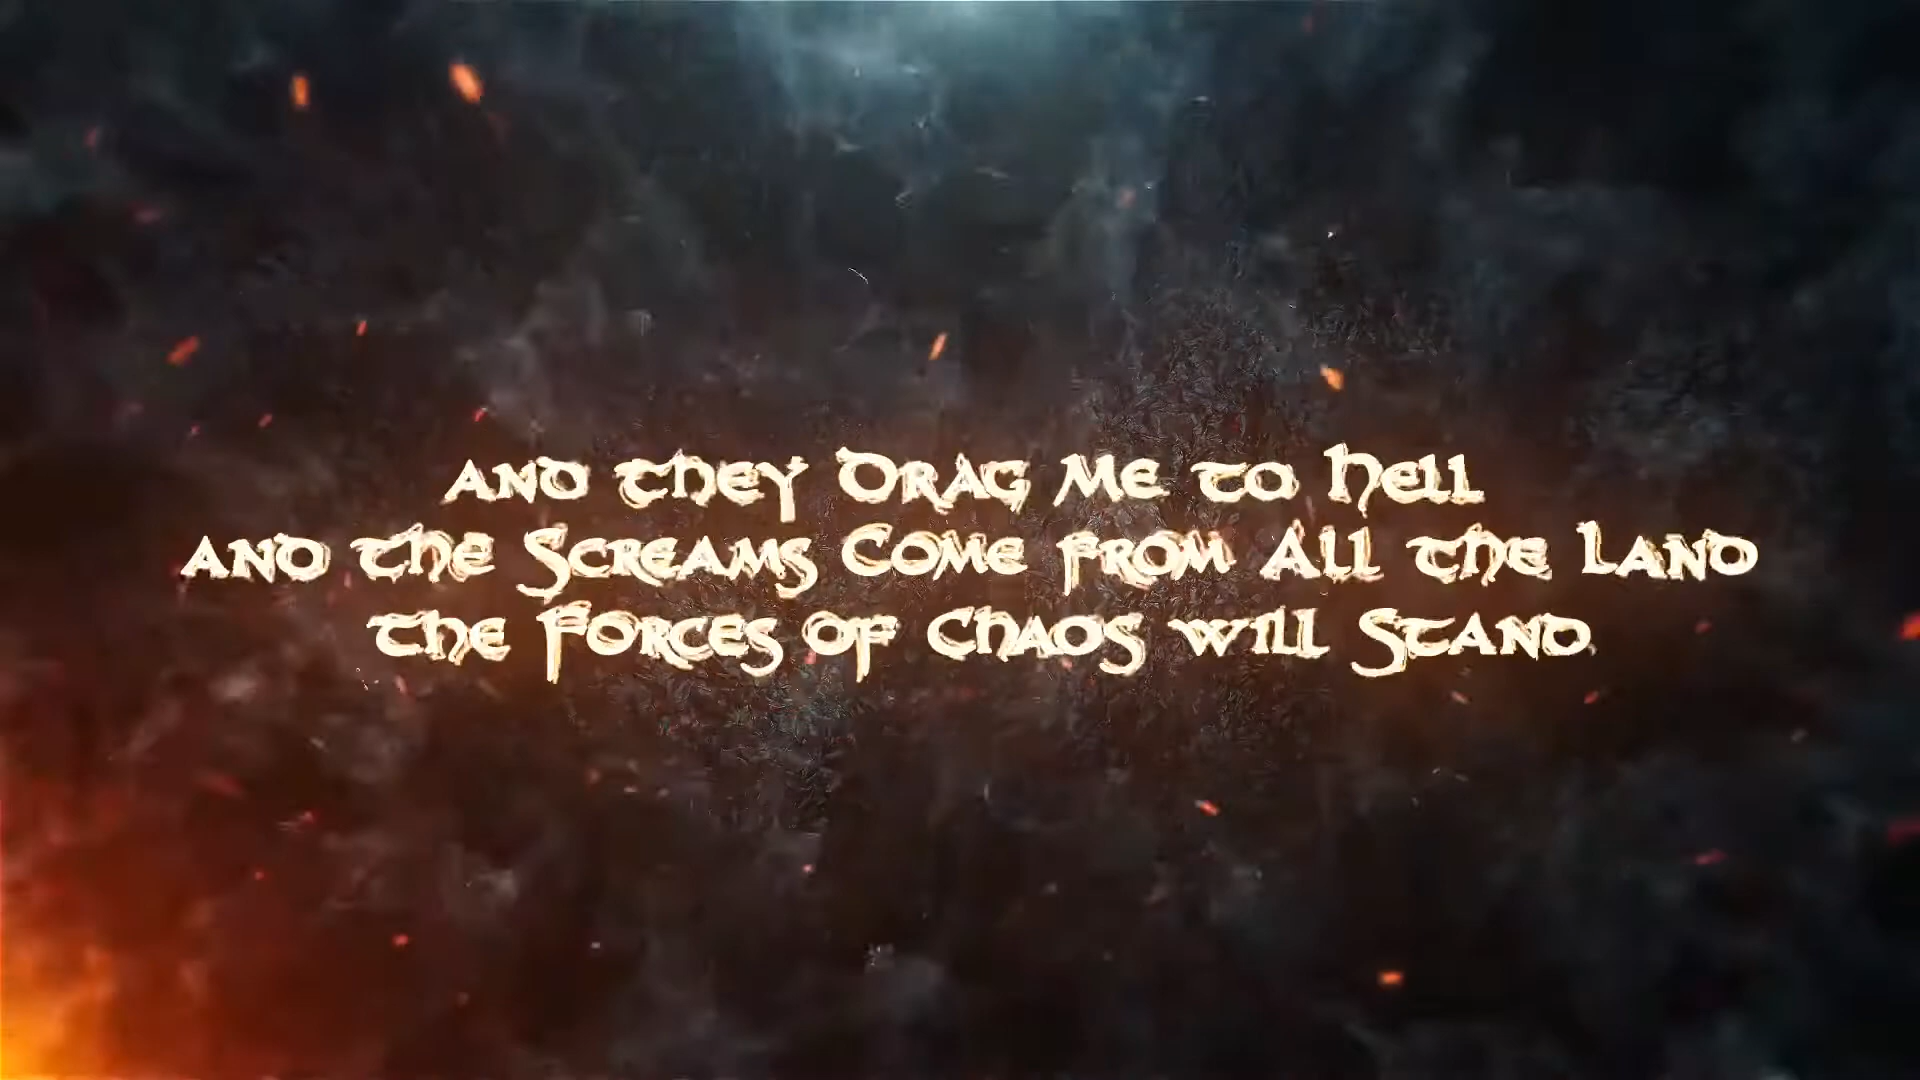 And They Drag Me to Hell
And the Screams Come from All the Land
The Forces of Chaos will Stand